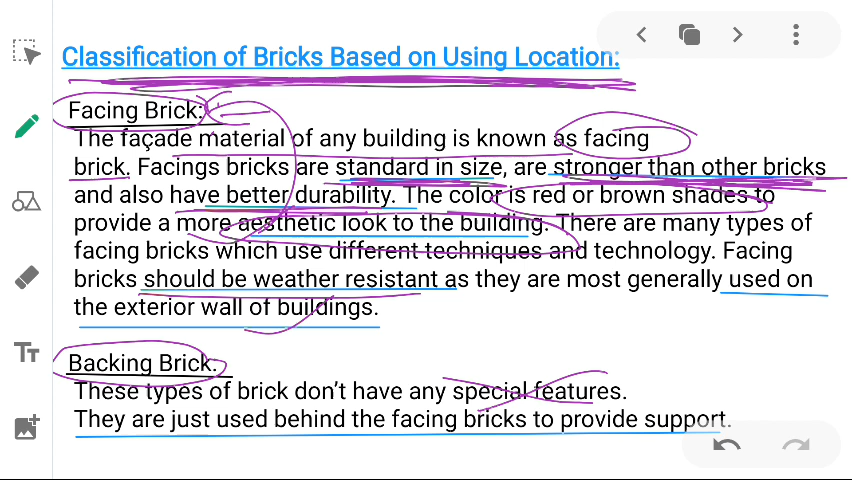 Classification of Bricks Based on Using Location:
Facing Brick:
The façade material of any building is known as facing
brick. Facings bricks are standard in size, are stronger than other bricks
and also have better durability. The color is red or brown shades to
provide a more aesthetic look to the building. There are many types of
facing bricks which use different techniques and technology. Facing
bricks should be weather resistant as they are most generally used on
the exterior wall of buildings.
Backing Brick.
These types of brick don’t have any special features.
They are just used behind the facing bricks to provide support.
TT